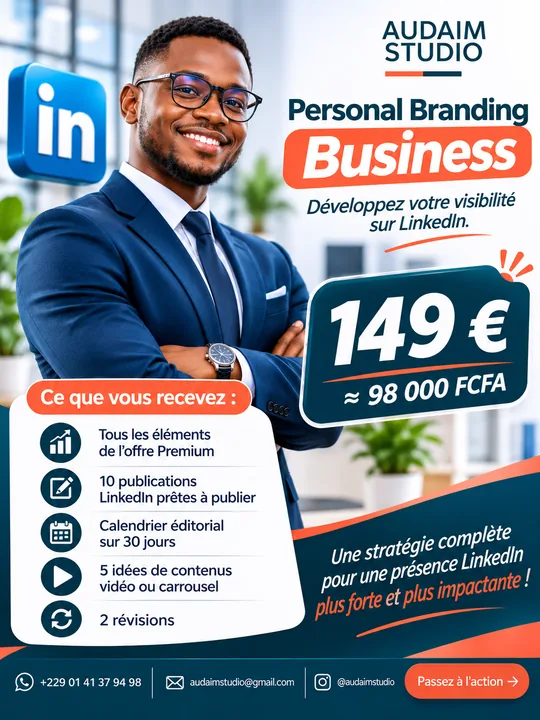 AUDAIM
STUDIO
in
Personal Branding
Business
Développez votre visibilité
sur LinkedIn.
149 €
≈ 98 000 FCFA
Ce que vous recevez :
Tous les éléments
de l'offre Premium
10 publications
LinkedIn prêtes à publier
Calendrier éditorial
sur 30 jours
5 idées de contenus
vidéo ou carrousel
2 révisions
Une stratégie complète
pour une présence LinkedIn
plus forte et plus impactante !
+229 01 41 37 94 98
audaimstudio@gmail.com
@audaimstudio
Passez à l'action →